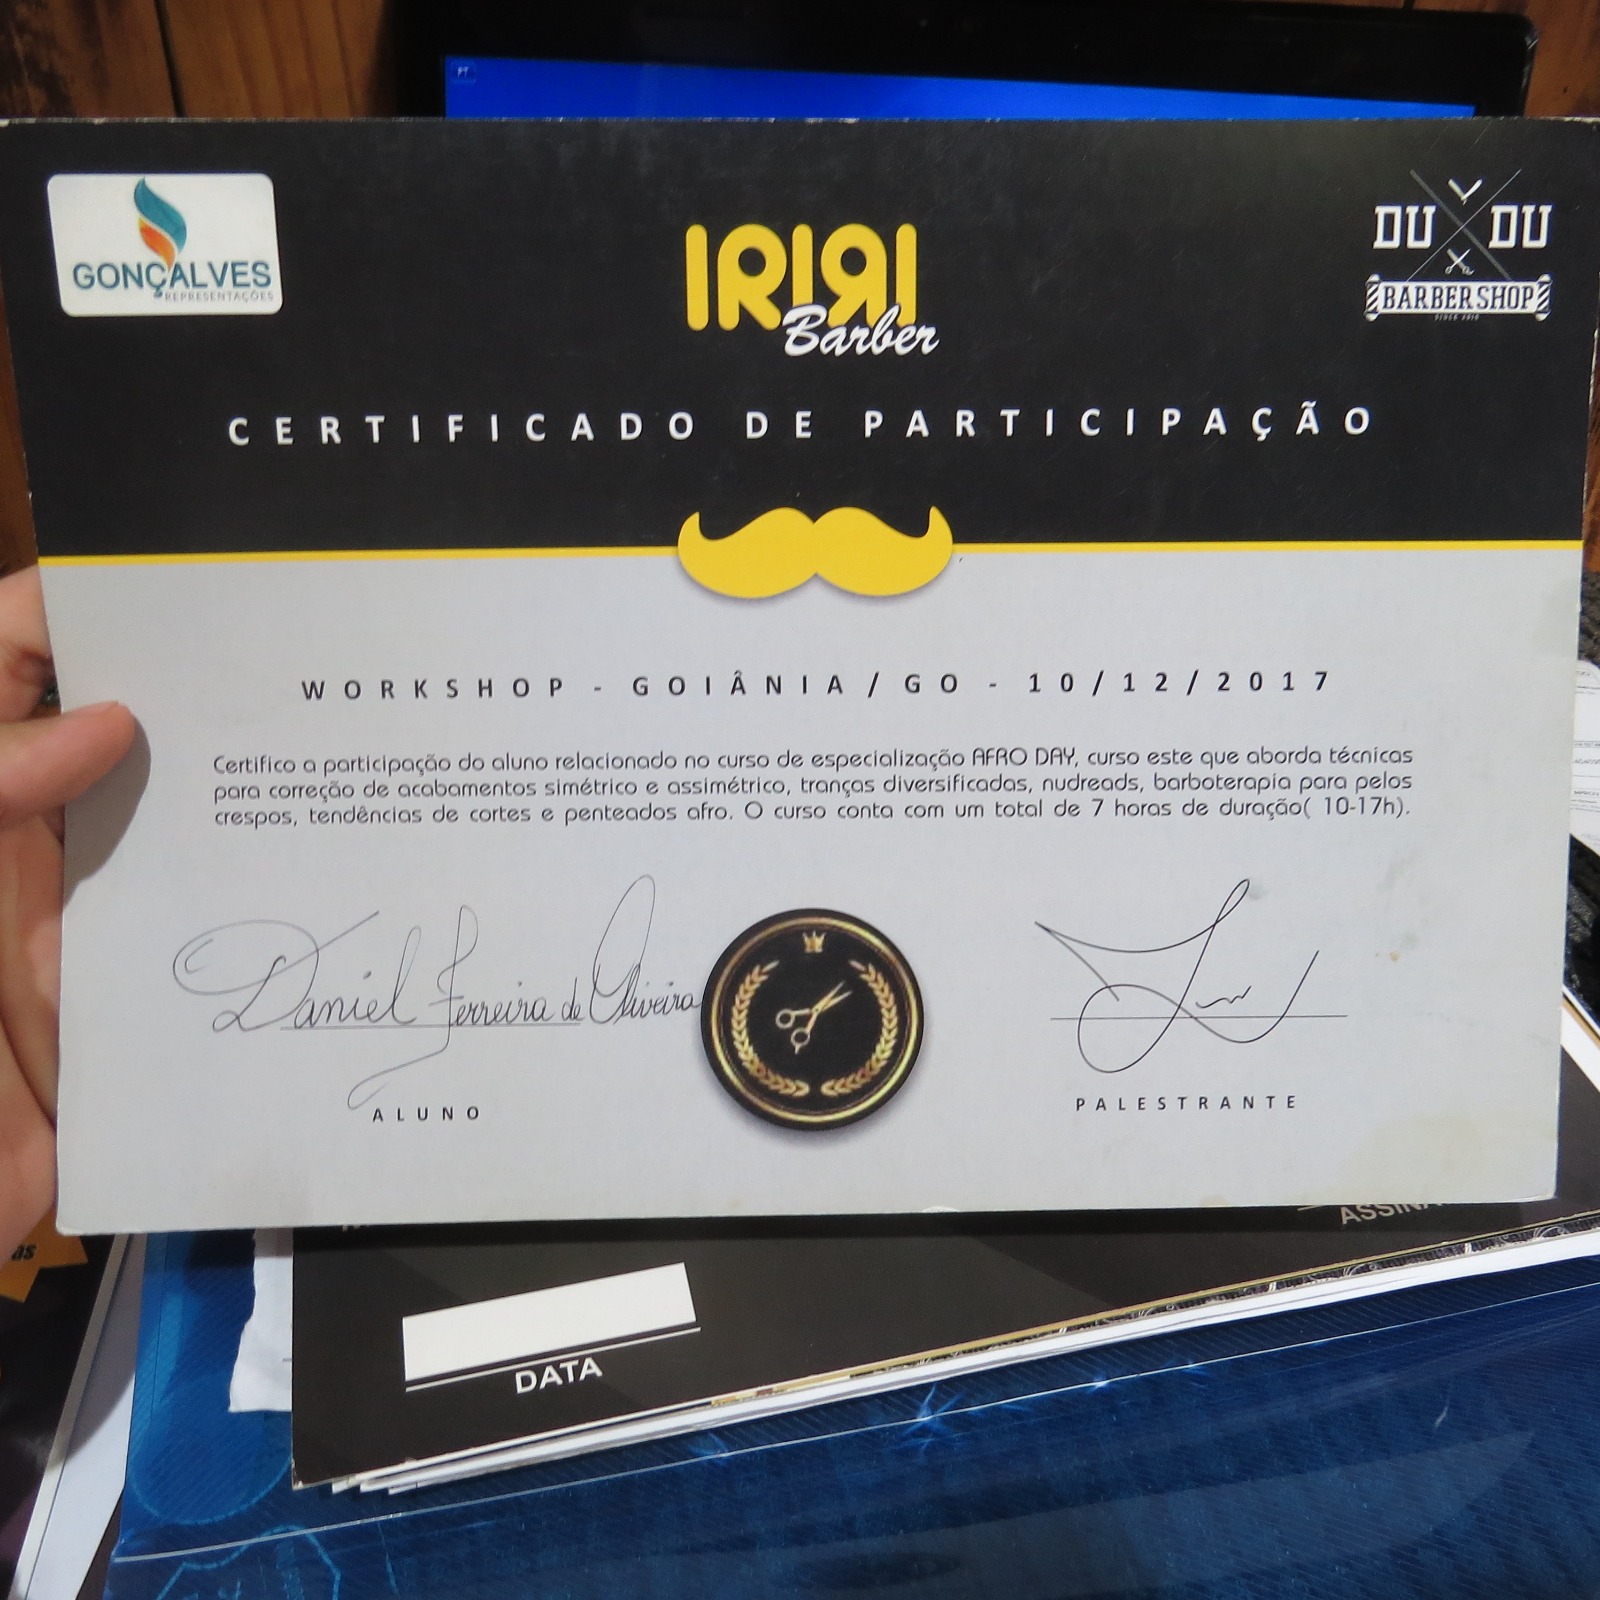 PT
GONÇALVES
REPRESENTAÇÕES
IRIRI
Barber
DU DU
BARBER SHOP
CERTIFICADO DE PARTICIPAÇÃO
WORKSHOP - GOIÂNIA/GO - 10/12/2017
Certifico a participação do aluno relacionado no curso de especialização AFRO DAY, curso este que aborda técnicas
para correção de acabamentos simétrico e assimétrico, tranças diversificadas, nudreads, barboterapia para pelos
crespos, tendências de cortes e penteados afro. O curso conta com um total de 7 horas de duração( 10-17h).
Daniel Ferreira de Oliveira
ALUNO
PALESTRANTE
DATA